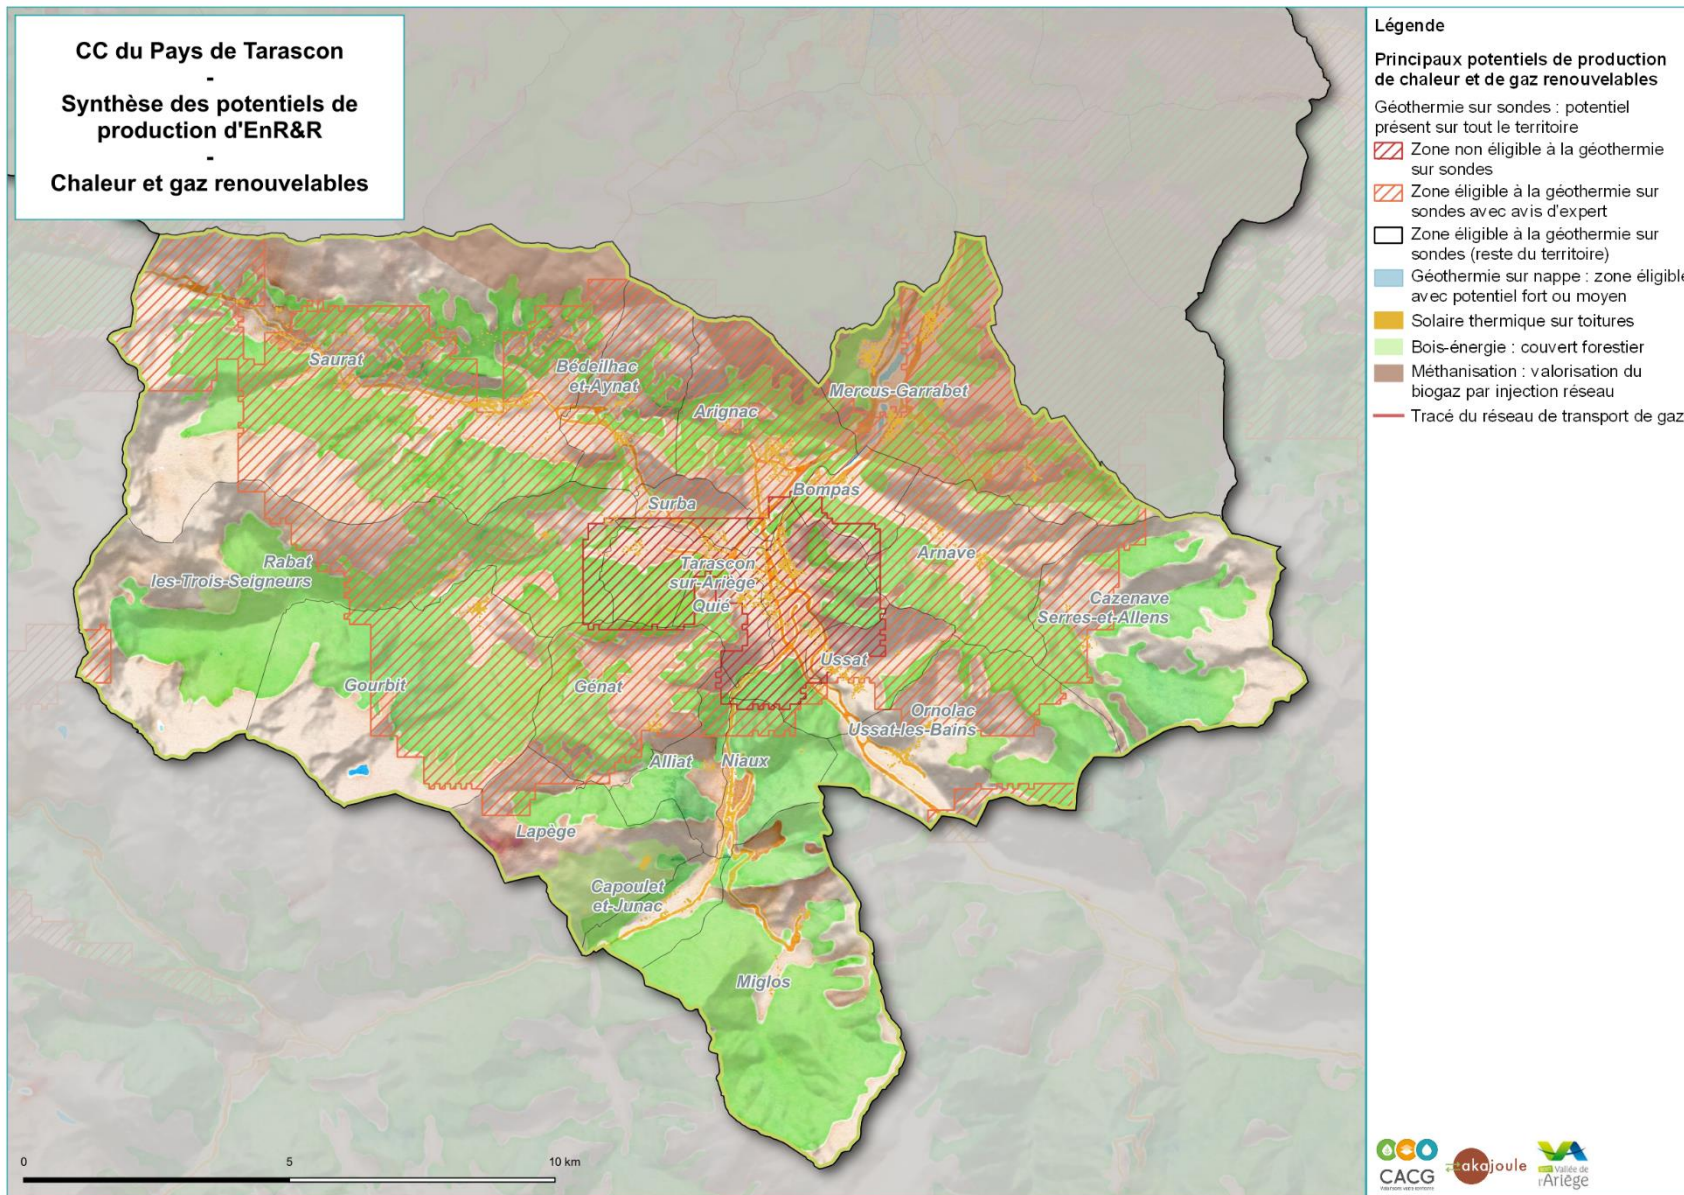 CC du Pays de Tarascon
-
Synthèse des potentiels de
production d'EnR&R
-
Chaleur et gaz renouvelables
Légende
Principaux potentiels de production
de chaleur et de gaz renouvelables
Géothermie sur sondes : potentiel
présent sur tout le territoire
Zone non éligible à la géothermie
sur sondes
Zone éligible à la géothermie sur
sondes avec avis d'expert
Zone éligible à la géothermie sur
sondes (reste du territoire)
Géothermie sur nappe : zone éligible
avec potentiel fort ou moyen
Solaire thermique sur toitures
Bois-énergie : couvert forestier
Méthanisation : valorisation du
biogaz par injection réseau
Tracé du réseau de transport de gaz
Saurat
Bédeilhac
et-Aynat
Arignac
Mercus-Garrabet
Surba
Bompas
Rabat
les-Trois-Seigneurs
Tarascon
sur-Ariège
Quié
Arnave
Cazenave
Serres-et-Allens
Gourbit
Génat
Ussat
Ornolac
Ussat-les-Bains
Alliat
Niaux
Lapège
Capoulet
et-Junac
Miglos
0
5
10 km
CACG
akajoule
Vallée de
l'Ariège